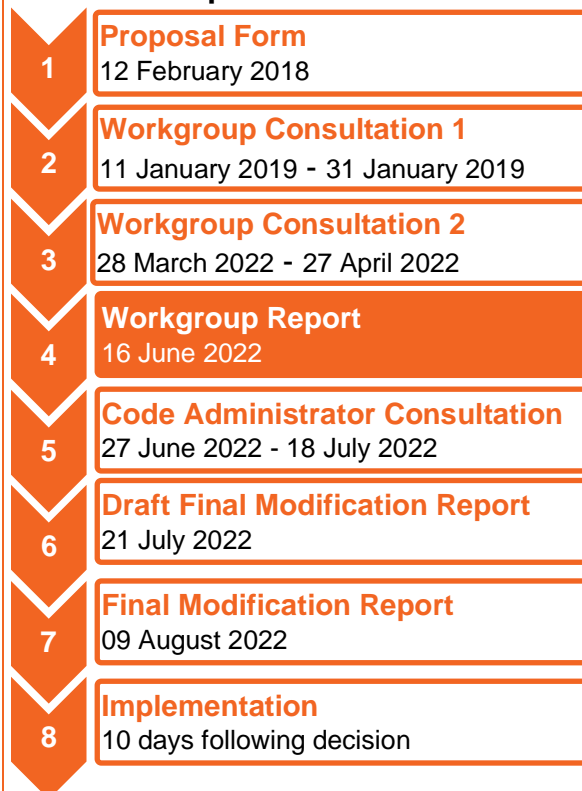 1
Proposal Form
12 February 2018
2
Workgroup Consultation 1
11 January 2019 - 31 January 2019
3
Workgroup Consultation 2
28 March 2022 - 27 April 2022
4
Workgroup Report
16 June 2022
5
Code Administrator Consultation
27 June 2022 - 18 July 2022
6
Draft Final Modification Report
21 July 2022
7
Final Modification Report
09 August 2022
8
Implementation
10 days following decision